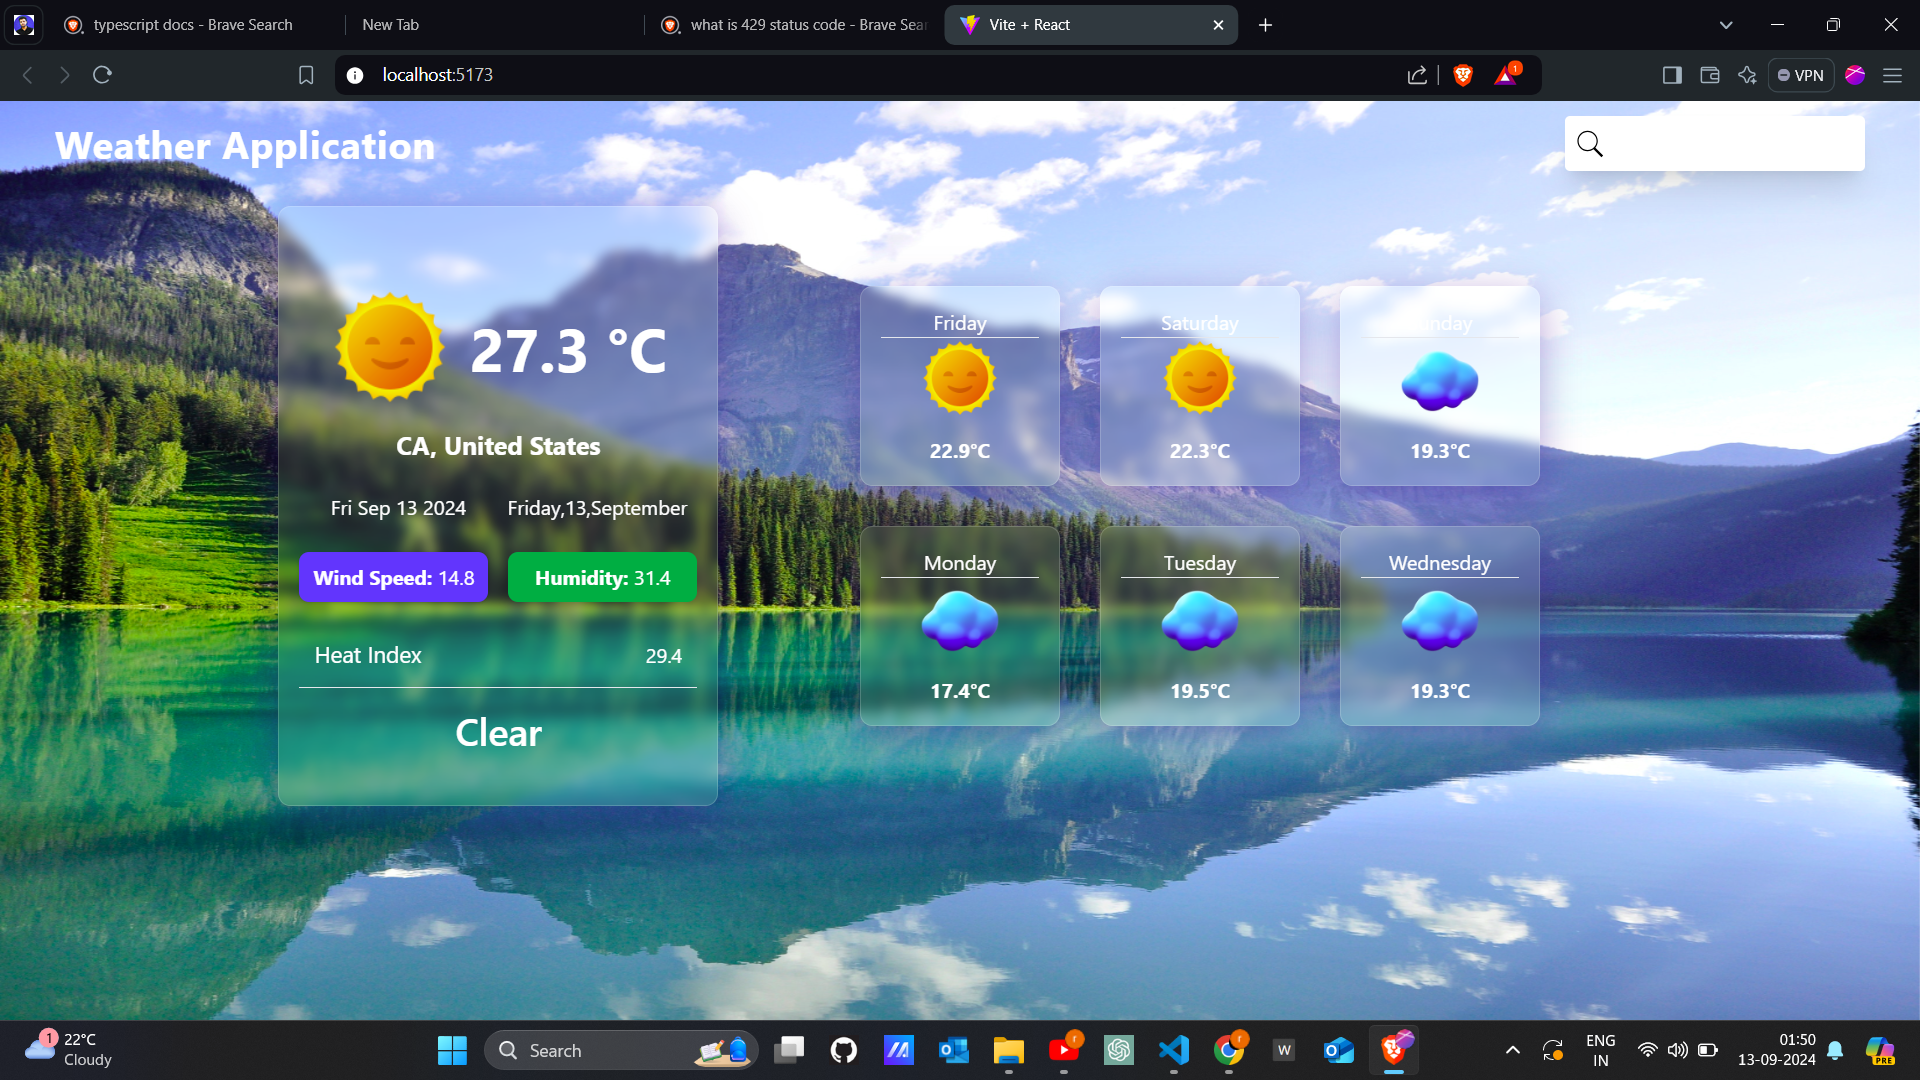 typescript docs - Brave Search
New Tab
what is 429 status code - Brave Sear
Vite + React
localhost:5173
1
VPN
Weather Application
27.3 °C
CA, United States
Fri Sep 13 2024 Friday,13,September
Wind Speed: 14.8 Humidity: 31.4
Heat Index 29.4
Clear
Friday
22.9°C
Saturday
22.3°C
19.3°C
Monday
17.4°C
Tuesday
19.5°C
Wednesday
19.3°C
1
22°C
Cloudy
Search
r
r
W
ENG
IN
01:50
13-09-2024
PRE